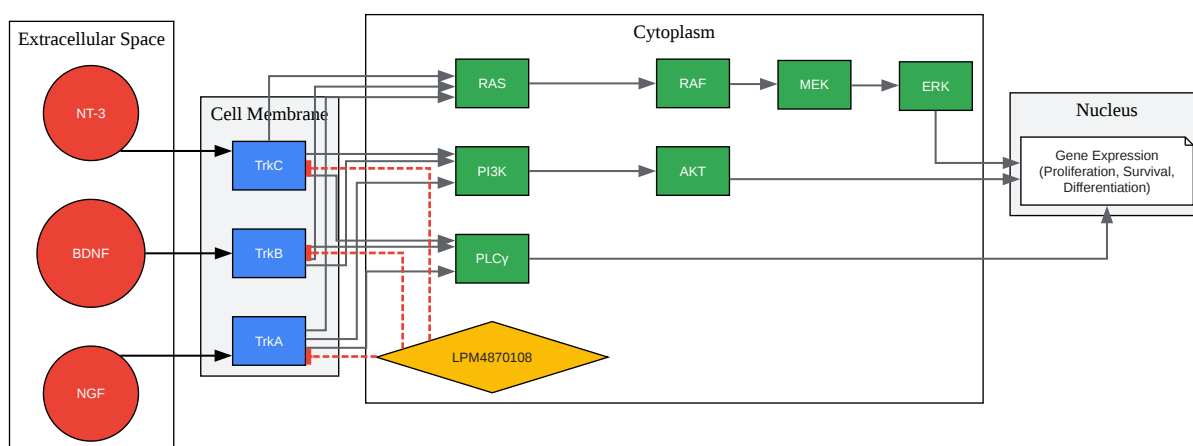 Extracellular Space
NT-3
BDNF
NGF
Cell Membrane
TrkC
TrkB
TrkA
Cytoplasm
RAS
RAF
MEK
ERK
PI3K
AKT
PLCγ
LPM4870108
Nucleus
Gene Expression
(Proliferation, Survival,
Differentiation)